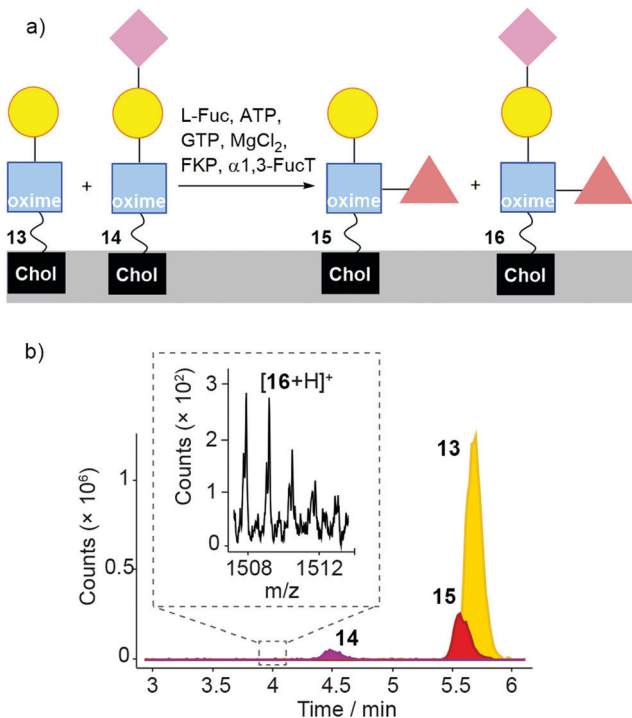 a)
L-Fuc, ATP,
GTP, MgCl₂,
FKP, α1,3-FucT
oxime + oxime oxime + oxime
13 14 15 16
Chol Chol Chol Chol
b)
[16+H]⁺
Counts (× 10²)
3
2
1
0
1508 1512
m/z
Counts (× 10⁶)
1
0.5
0
13
15
14
3 3.5 4 4.5 5 5.5 6
Time / min